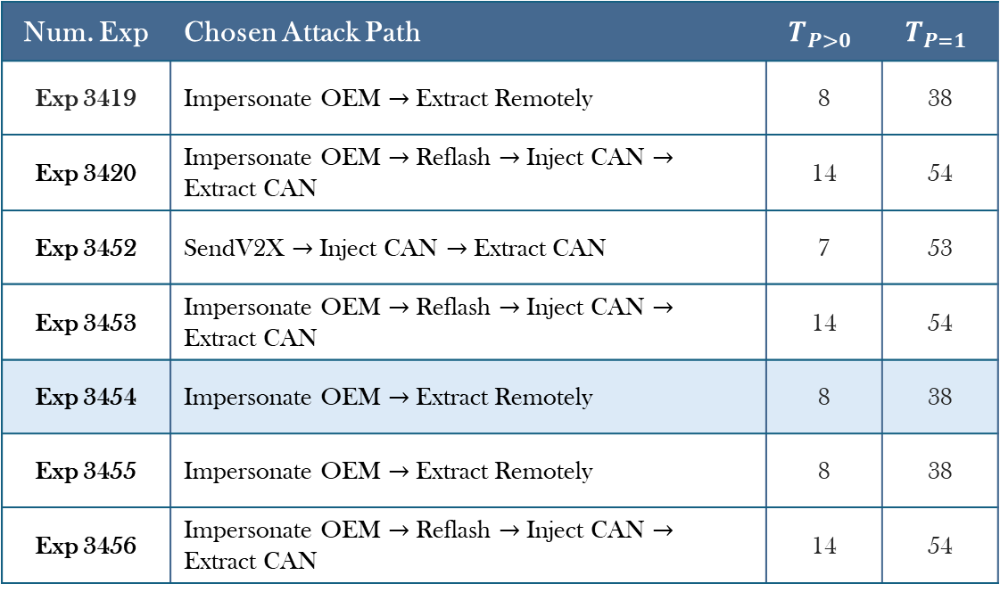 Num. Exp Chosen Attack Path T P>0 T P=1
Exp 3419 Impersonate OEM → Extract Remotely 8 38
Exp 3420 Impersonate OEM → Reflash → Inject CAN → 14 54
Extract CAN
Exp 3452 SendV2X → Inject CAN → Extract CAN 7 53
Exp 3453 Impersonate OEM → Reflash → Inject CAN → 14 54
Extract CAN
Exp 3454 Impersonate OEM → Extract Remotely 8 38
Exp 3455 Impersonate OEM → Extract Remotely 8 38
Exp 3456 Impersonate OEM → Reflash → Inject CAN → 14 54
Extract CAN